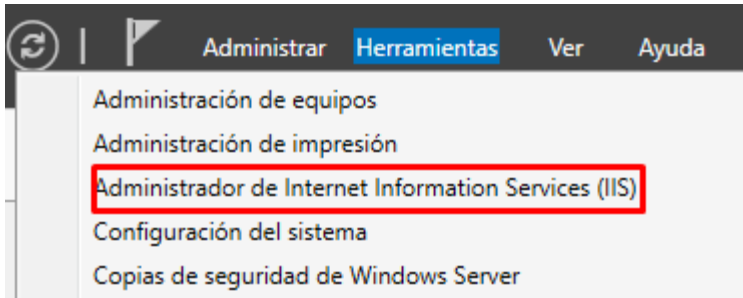 Administrar Herramientas Ver Ayuda
Administración de equipos
Administración de impresión
Administrador de Internet Information Services (IIS)
Configuración del sistema
Copias de seguridad de Windows Server